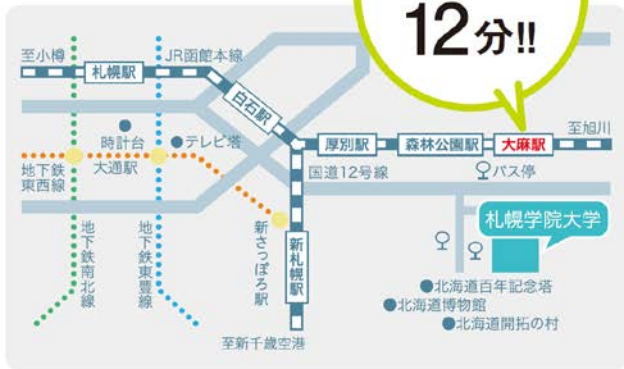 12分!!
至小樽
JR函館本線
札幌駅
白石駅
時計台
テレビ塔
厚別駅
森林公園駅
大麻駅
至旭川
地下鉄
東西線
大通駅
国道12号線
バス停
札幌学院大学
地下鉄南北線
地下鉄東豊線
新さっぽろ駅
新札幌駅
北海道百年記念塔
北海道博物館
北海道開拓の村
至新千歳空港